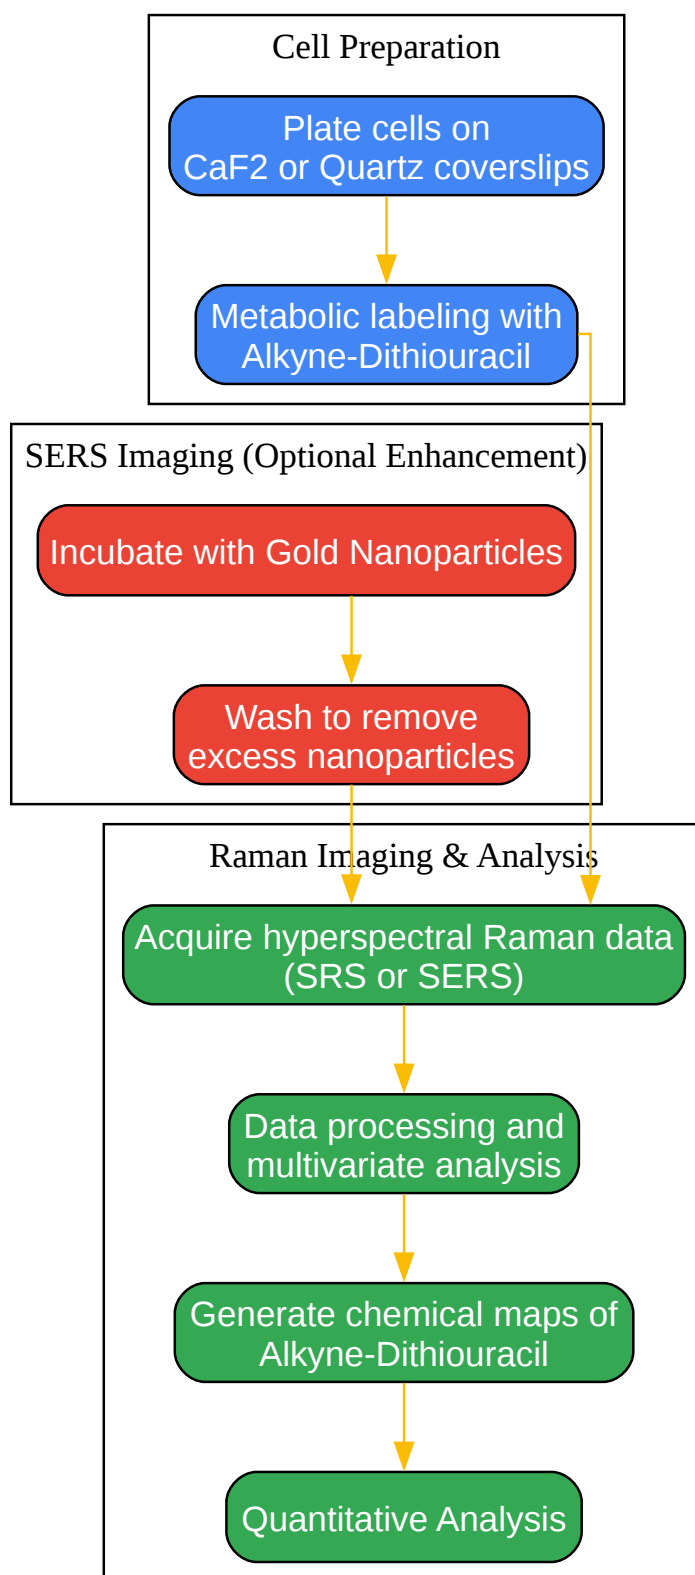 Cell Preparation
Plate cells on
CaF2 or Quartz coverslips
Metabolic labeling with
Alkyne-Dithiouracil
SERS Imaging (Optional Enhancement)
Incubate with Gold Nanoparticles
Wash to remove
excess nanoparticles
Raman Imaging & Analysis
Acquire hyperspectral Raman data
(SRS or SERS)
Data processing and
multivariate analysis
Generate chemical maps of
Alkyne-Dithiouracil
Quantitative Analysis